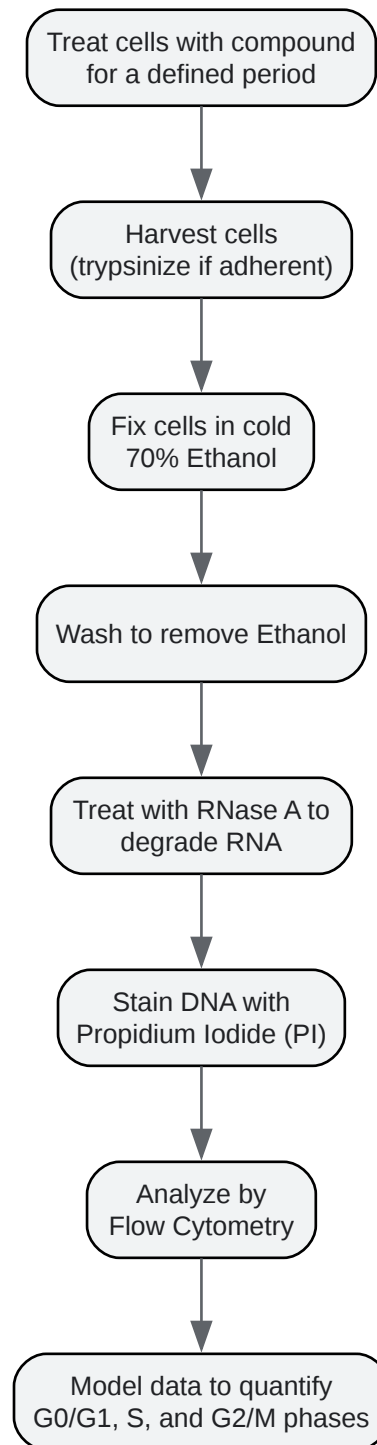 Treat cells with compound
for a defined period
Harvest cells
(trypsinize if adherent)
Fix cells in cold
70% Ethanol
Wash to remove Ethanol
Treat with RNase A to
degrade RNA
Stain DNA with
Propidium Iodide (PI)
Analyze by
Flow Cytometry
Model data to quantify
G0/G1, S, and G2/M phases